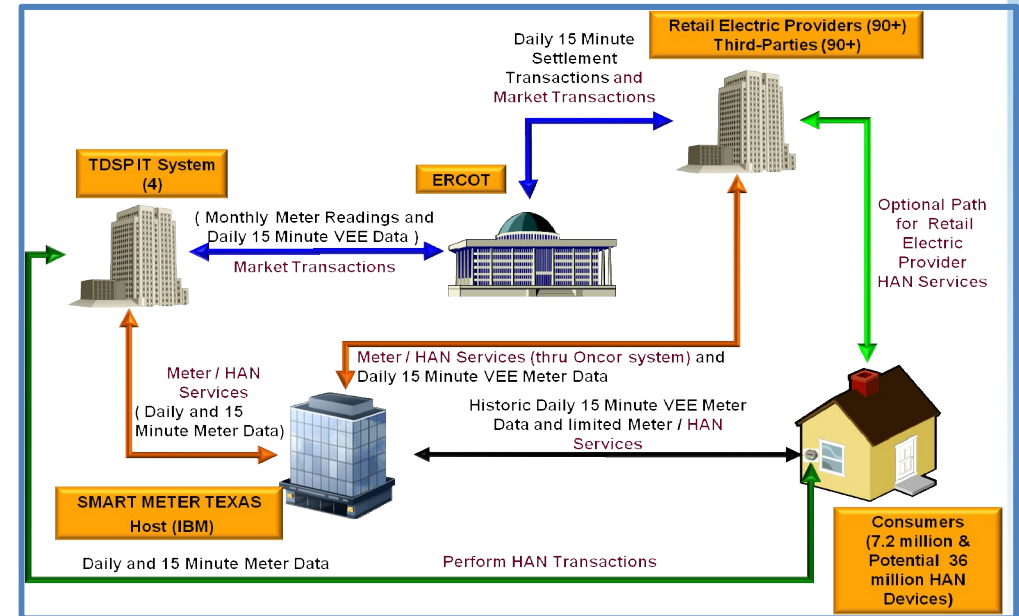 Retail Electric Providers (90+)
Third-Parties (90+)
Daily 15 Minute
Settlement
Transactions and
Market Transactions
TDSP IT System
(4)
ERCOT
( Monthly Meter Readings and
Daily 15 Minute VEE Data )
Market Transactions
Optional Path
for Retail
Electric
Provider
HAN Services
Meter / HAN Services (thru Oncor system) and
Daily 15 Minute VEE Meter Data
Meter / HAN
Services
( Daily and 15
Minute Meter Data)
Historic Daily 15 Minute VEE Meter
Data and limited Meter / HAN
Services
SMART METER TEXAS
Host (IBM)
Consumers
(7.2 million &
Potential 36
million HAN
Devices)
Daily and 15 Minute Meter Data
Perform HAN Transactions